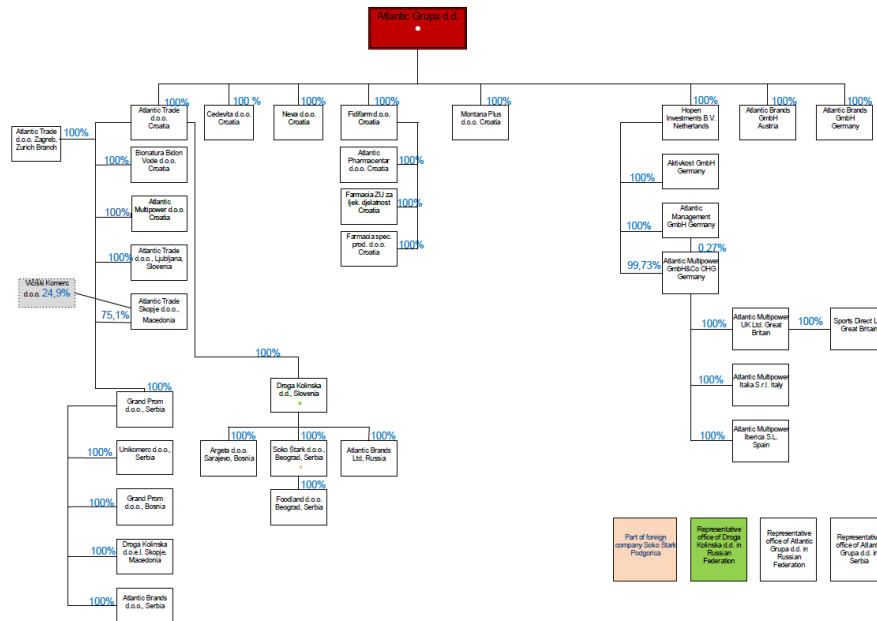 Atlantic Grupa d.d.
100%
100 %
100%
100%
100%
100%
100%
100%
Atlantic Trade
d.o.o.
Croatia
Cedevita d.o.o.
Croatia
Neva d.o.o.
Croatia
Fidifarm d.o.o.
Croatia
Montana Plus
d.o.o. Croatia
Hopen
Investments B.V.
Netherlands
Atlantic Brands
GmbH
Austria
Atlantic Brands
GmbH
Germany
Atlantic Trade
d.o.o. Zagreb,
Zurich Branch
100%
100%
Bionatura Bidon
Vode d.o.o.
Croatia
100%
Atlantic
Multipower d.o.o.
Croatia
100%
Atlantic Trade
d.o.o., Ljubljana,
Slovenia
Vičiški Komerc
d.o.o. 24,9%
75,1%
Atlantic Trade
Skopje d.o.o.,
Macedonia
Atlantic
Pharmacentar
d.o.o. Croatia
100%
Farmacia ZU za
ljek. djelatnost
Croatia
100%
Farmacia spec.
prod. d.o.o.
Croatia
100%
100%
Aktivkost GmbH
Germany
100%
Atlantic
Management
GmbH Germany
0,27%
99,73%
Atlantic Multipower
GmbH&Co OHG
Germany
100%
Atlantic Multipower
UK Ltd. Great
Britain
100%
Sports Direct L
Great Britain
100%
Atlantic Multipower
Italia S.r.l. Italy
100%
Atlantic Multipower
Iberica S.L.
Spain
100%
Droga Kolinska
d.d., Slovenia
100%
Argeta d.o.o.
Sarajevo, Bosnia
100%
Soko Štark d.o.o.,
Beograd, Serbia
100%
Atlantic Brands
Ltd, Russia
100%
Foodland d.o.o.
Beograd, Serbia
100%
Grand Prom
d.o.o., Serbia
100%
Unikomerc d.o.o.,
Serbia
100%
Grand Prom
d.o.o., Bosnia
100%
Droga Kolinska
d.o.e.l. Skopje,
Macedonia
100%
Atlantic Brands
d.o.o., Serbia
Part of foreign
company Soko Stark
Podgorica
Representative
office of Droga
Kolinska d.d. in
Russian
Federation
Representative
office of Atlantic
Grupa d.d. in
Russian
Federation
Representative
office of Atlant
Grupa d.d. in
Serbia